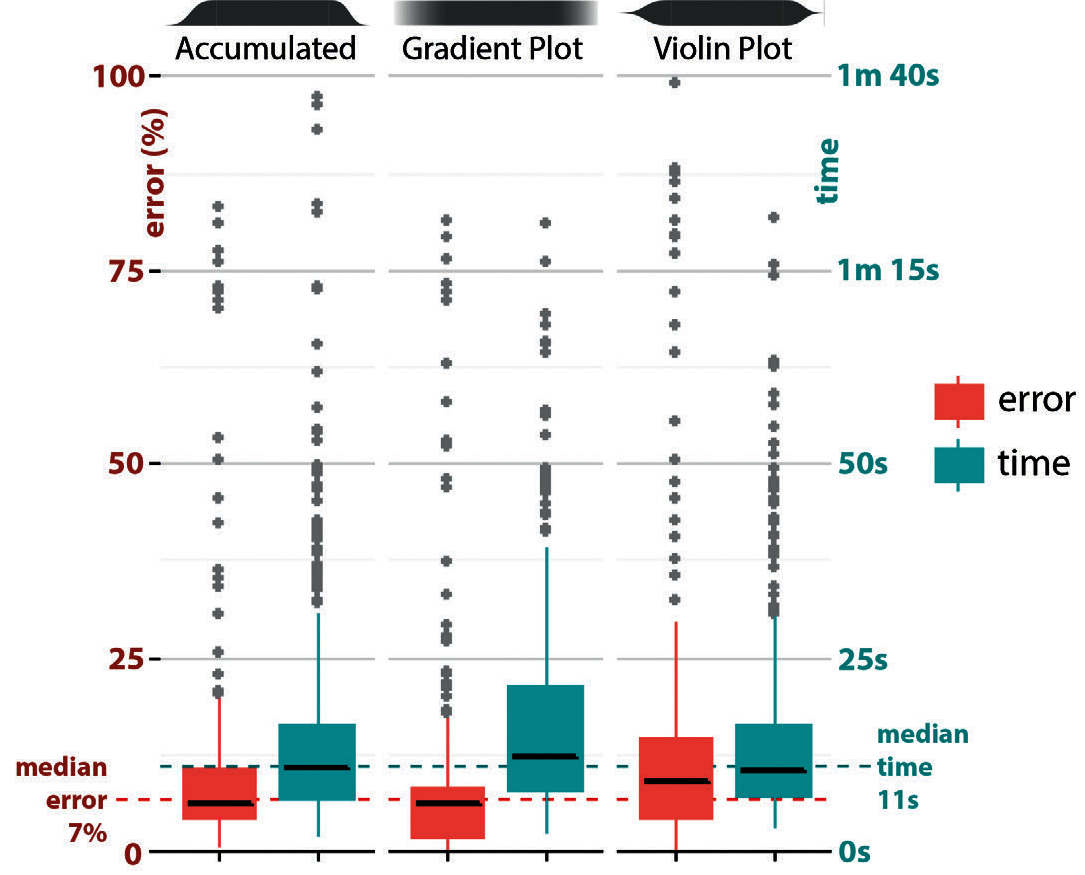 Accumulated Gradient Plot Violin Plot
100
1m 40s
error (%)
time
75
1m 15s
50
50s
error
time
25
25s
median
error
7%
median
time
11s
0
0s